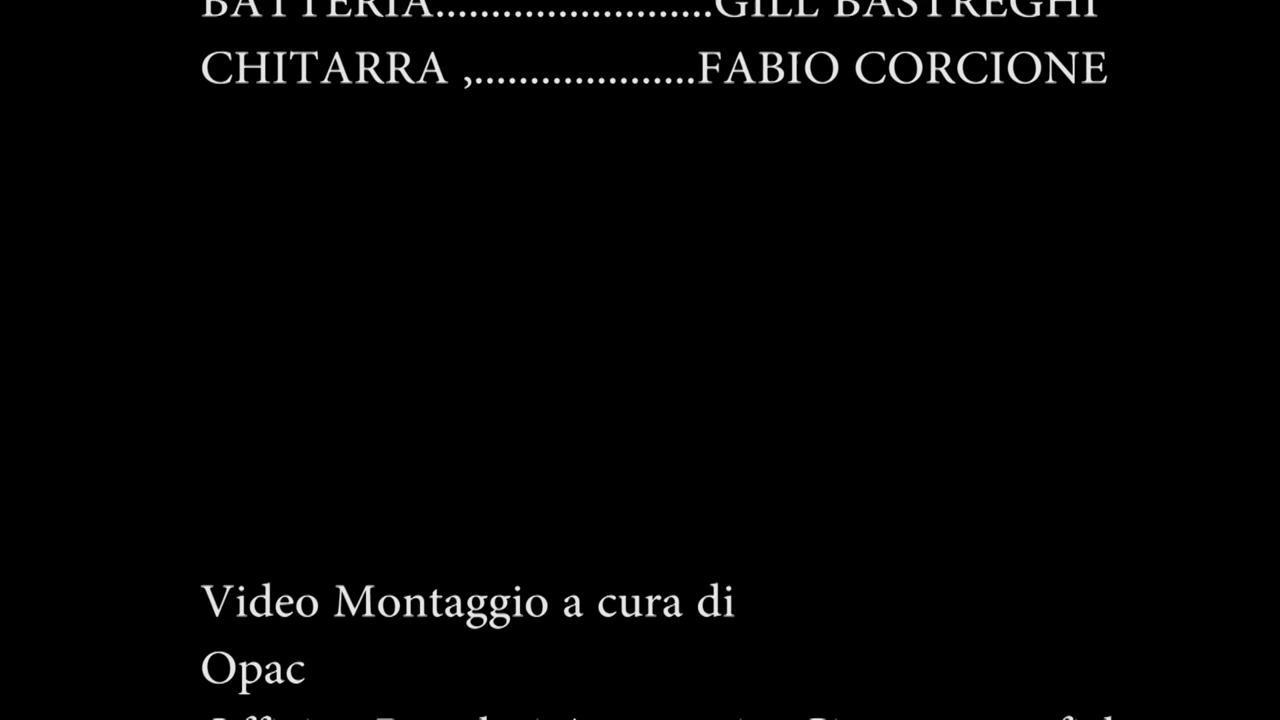 BATTERIA.........................GILL BASTREGHI
CHITARRA ,....................FABIO CORCIONE
Video Montaggio a cura di
Opac